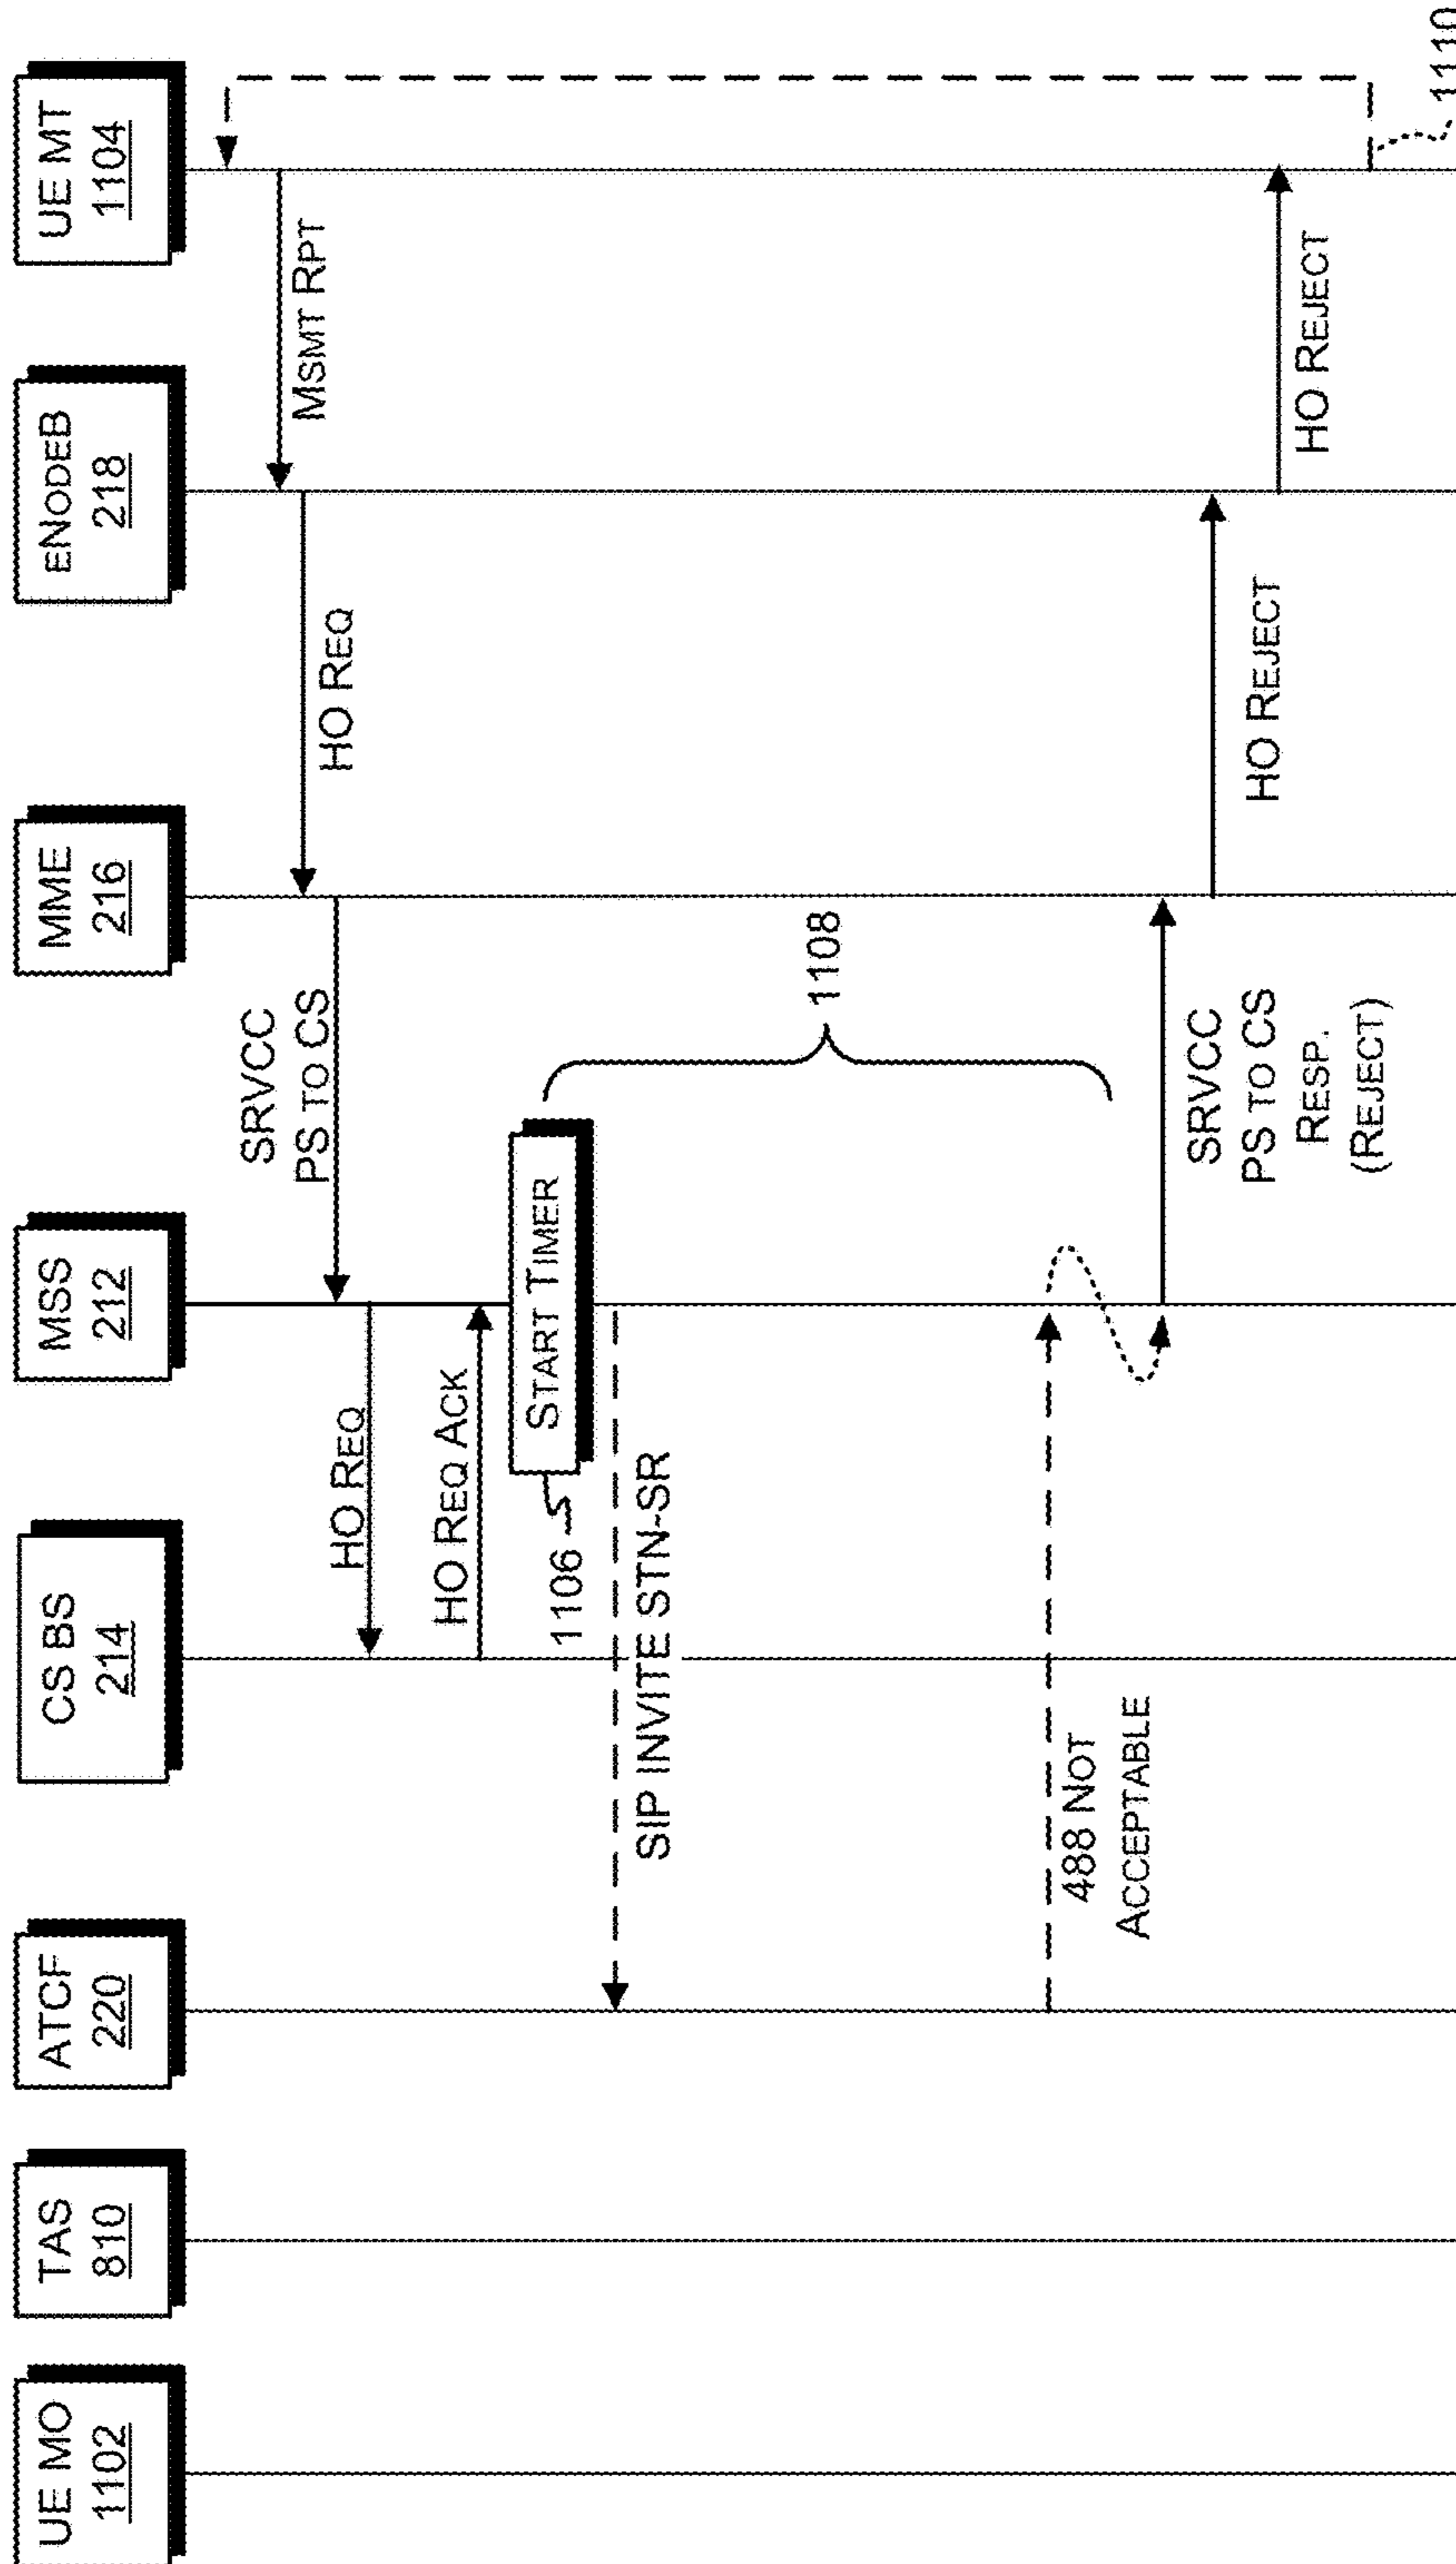 UE MO
1102
TAS
810
ATCF
220
CS BS
214
MSS
212
MME
216
ENODEB
218
UE MT
1104
MSMT RPT
HO REQ
SRVCC
PS TO CS
HO REQ
HO REQ ACK
START TIMER
1106
SIP INVITE STN-SR
1108
488 NOT
ACCEPTABLE
SRVCC
PS TO CS
RESP.
(REJECT)
HO REJECT
HO REJECT
1110